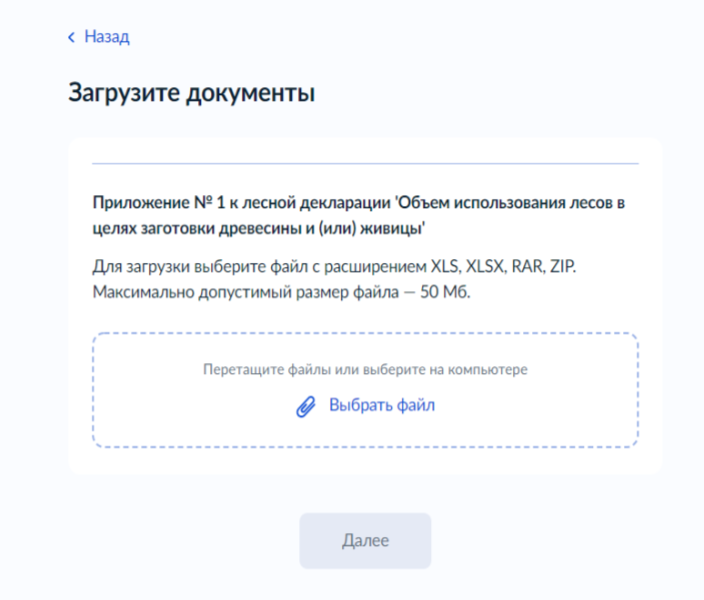 Назад
Загрузите документы
Приложение № 1 к лесной декларации 'Объем использования лесов в
целях заготовки древесины и (или) живицы'
Для загрузки выберите файл с расширением XLS, XLSX, RAR, ZIP.
Максимально допустимый размер файла — 50 Мб.
Перетащите файлы или выберите на компьютере
Выбрать файл
Далее